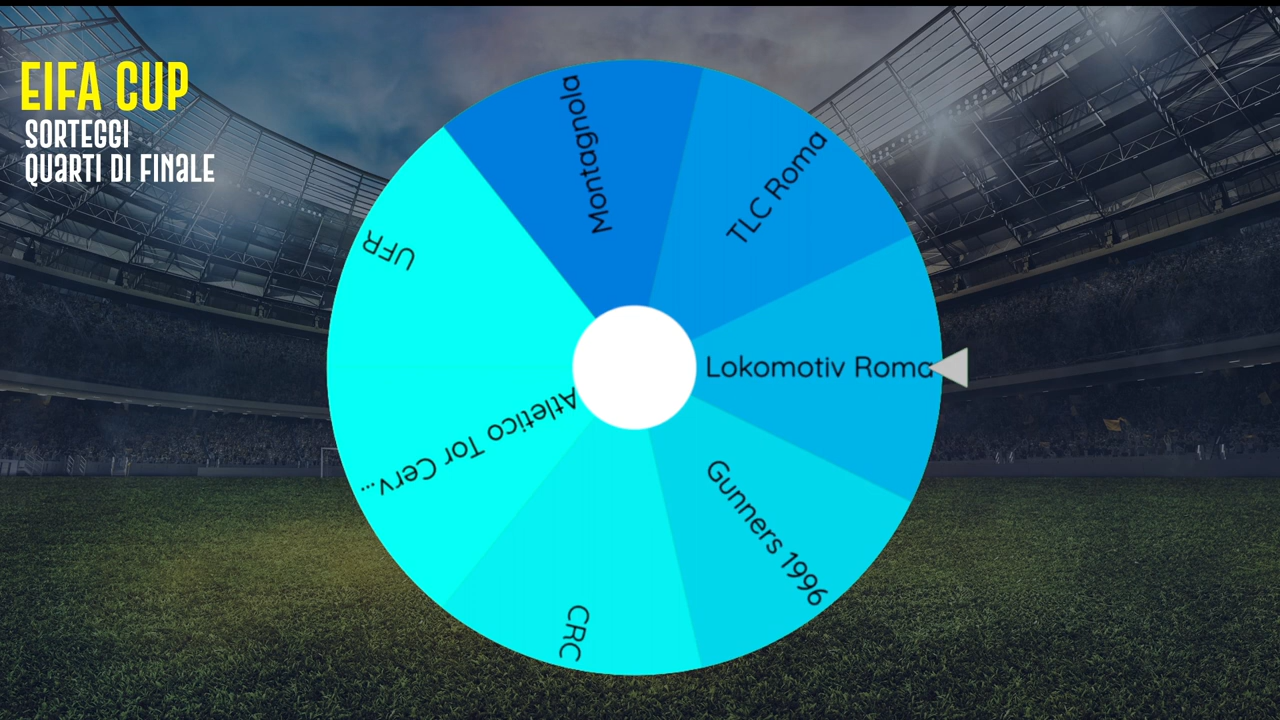 EIFA CUP
SORTEGGI
QUARTI DI FINALE
Montagnola
TLC Roma
Lokomotiv Roma
Gunners 1996
CRC
Atletico Tor Cerv...
UFR